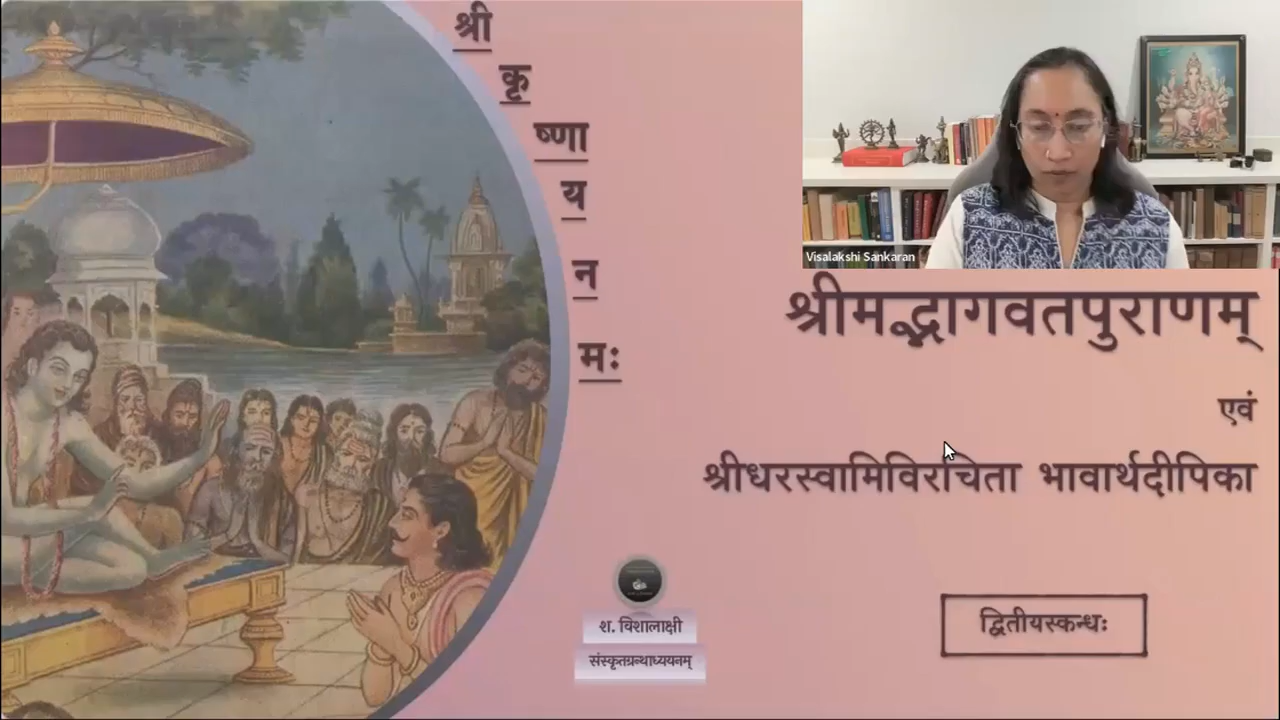 श्री
कृ
ष्णा
य
न
मः
Visalakshi Sankaran
श्रीमद्भागवतपुराणम्
एवं
श्रीधरस्वामिविरचिता भावार्थदीपिका
द्वितीयस्कन्धः
श. विशालाक्षी
संस्कृतग्रन्थाध्ययनम्